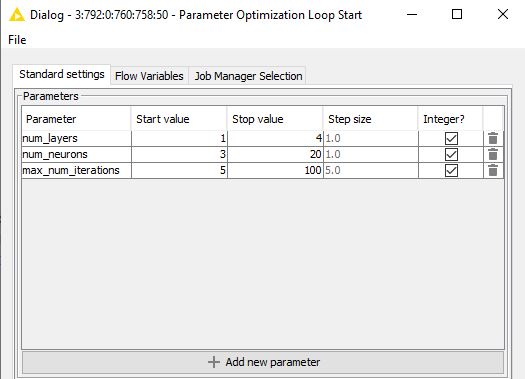 Dialog - 3:792:0:760:758:50 - Parameter Optimization Loop Start
File
Standard settings Flow Variables Job Manager Selection
Parameters
Parameter Start value Stop value Step size Integer?
num_layers 1 4 1.0
num_neurons 3 20 1.0
max_num_iterations 5 100 5.0
Add new parameter